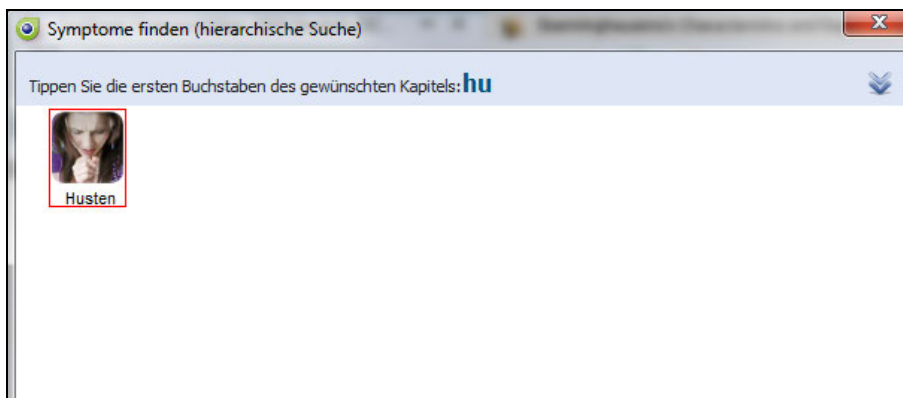 Symptome finden (hierarchische Suche)
Tippen Sie die ersten Buchstaben des gewünschten Kapitels: hu
Husten